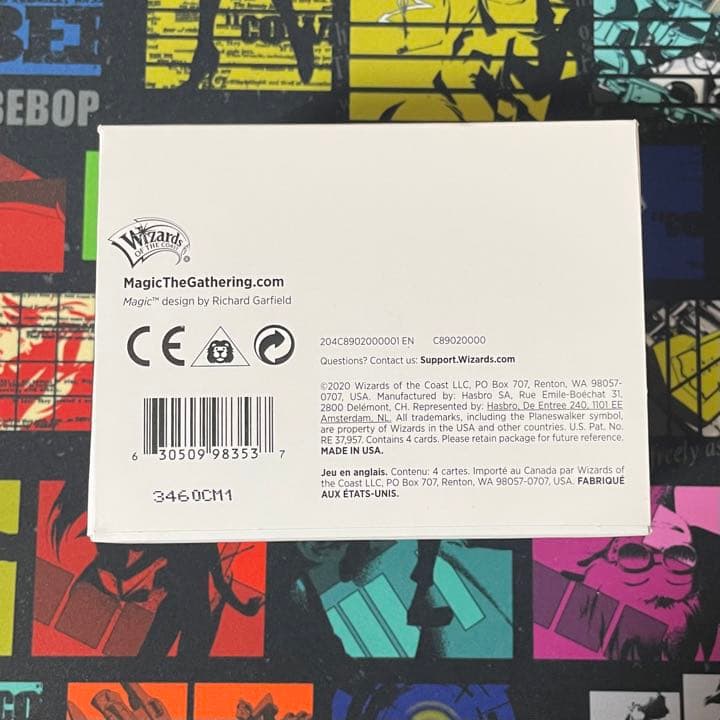 BEBOP
"COW
Wizards
OF THE COAST
®
MagicTheGathering.com
Magic™ design by Richard Garfield
CE
204C8902000001 EN C89020000
Questions? Contact us: Support.Wizards.com
©2020 Wizards of the Coast LLC, PO Box 707, Renton, WA 98057-
0707, USA. Manufactured by: Hasbro SA, Rue Emile-Boéchat 31,
2800 Delémont, CH. Represented by: Hasbro, De Entree 240, 1101 EE
Amsterdam, NL. All trademarks, including the Planeswalker symbol,
are property of Wizards in the USA and other countries. U.S. Pat. No.
RE 37,957. Contains 4 cards. Please retain package for future reference.
MADE IN USA.
Jeu en anglais. Contenu: 4 cartes. Importé au Canada par Wizards of
the Coast LLC, PO Box 707, Renton, WA 98057-0707, USA. FABRIQUÉ
AUX ÉTATS-UNIS.
6 30509 98353 7
3460CM1